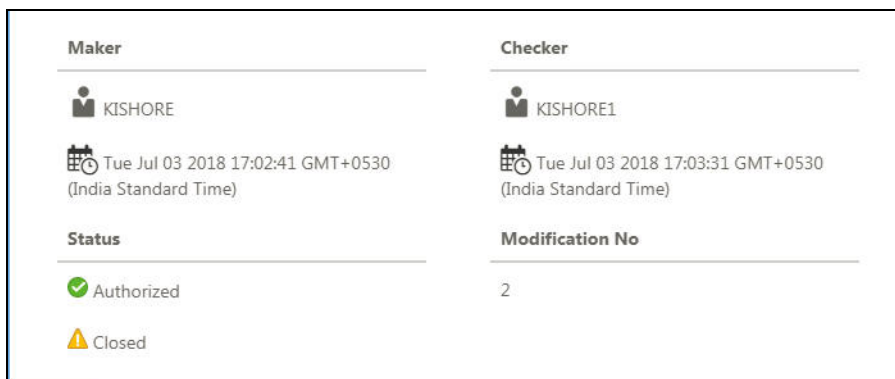 Maker
KISHORE
Tue Jul 03 2018 17:02:41 GMT+0530
(India Standard Time)
Checker
KISHORE1
Tue Jul 03 2018 17:03:31 GMT+0530
(India Standard Time)
Status
Authorized
Closed
Modification No
2